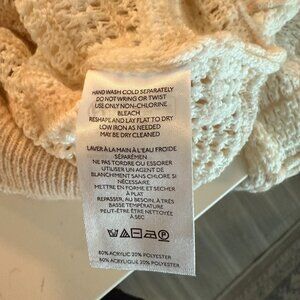 HAND WASH COLD SEPARATELY
DO NOT WRING OR TWIST
USE ONLY NON-CHLORINE
BLEACH
RESHAPE AND LAY FLAT TO DRY
LOW IRON AS NEEDED
MAY BE DRY CLEANED
LAVER À LA MAIN À L'EAU FROIDE
SÉPARÉMEN
NE PAS TORDRE OU ESSORER
UTILISER UN AGENT DE
BLANCHIMENT SANS CHLORE SI
NÉCESSAIRE
METTRE EN FORME ET SÉCHER
À PLAT
REPASSER, AU BESOIN, À TRÈS
BASSE TEMPÉRATURE
PEUT-ÊTRE ÊTRE NETTOYÉE
À SEC
80% ACRYLIC 20% POLYESTER
80% ACRYLIQUE 20% POLYESTER